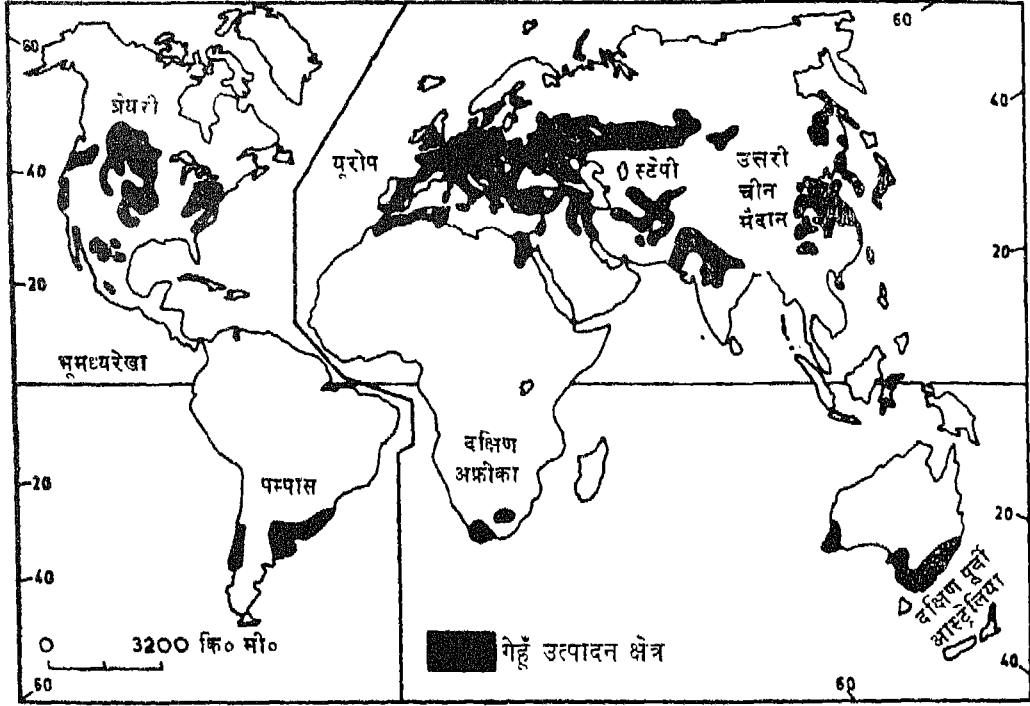 60
60
40
प्रेयरी
यूरोप
स्टेपी
उत्तरी
चीन
मैदान
40
20
20
भूमध्यरेखा
दक्षिण
अफ्रीका
पम्पास
20
20
40
दक्षिण पूर्वी
आस्ट्रेलिया
0 3200 कि० मी०
गेहूँ उत्पादन क्षेत्र
60
60
40